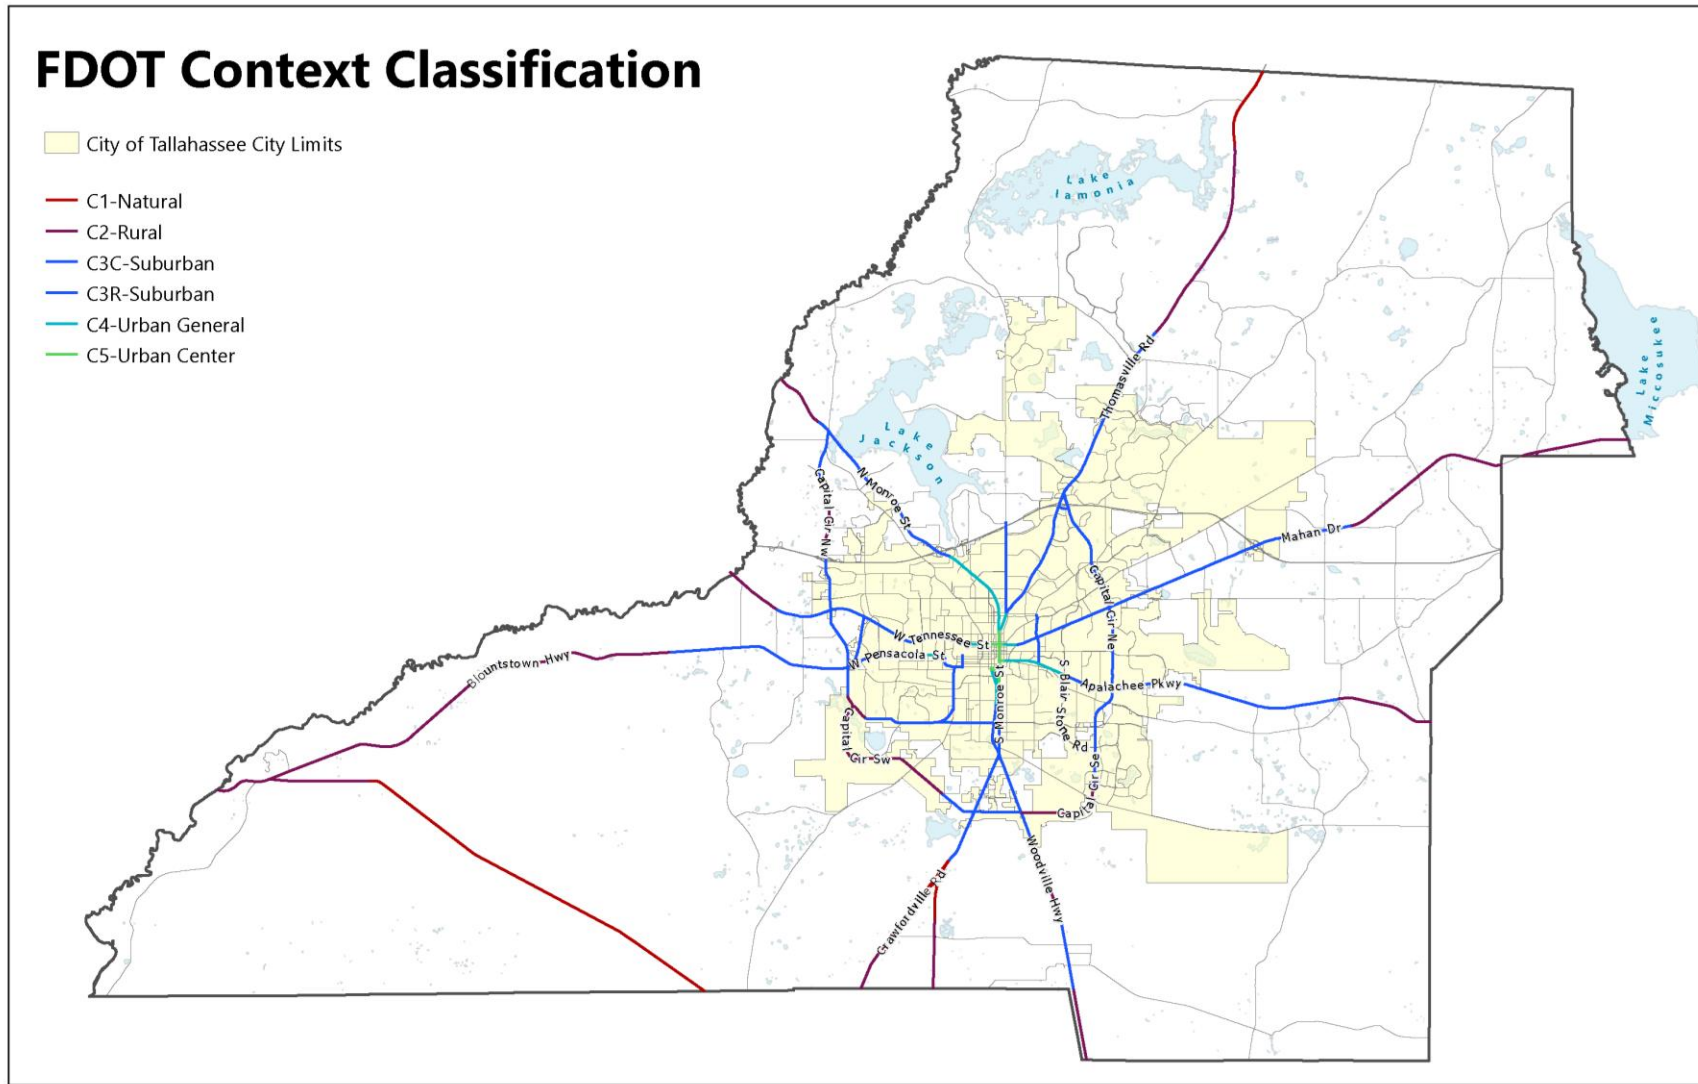 FDOT Context Classification
City of Tallahassee City Limits
C1-Natural
C2-Rural
C3C-Suburban
C3R-Suburban
C4-Urban General
C5-Urban Center
Lake
Iamonia
Lake
Miccosukee
Thomasville Rd
Lake
Jackson
N Monroe St
Capital Cir Nw
Mahan Dr
Capital Cir Ne
W Tennessee St
W Pensacola St
Blountstown Hwy
S Blair Stone Rd
Apalachee Pkwy
S Monroe St
Capital Cir Sw
Capital Cir Se
Woodville Hwy
Crawfordville Rd